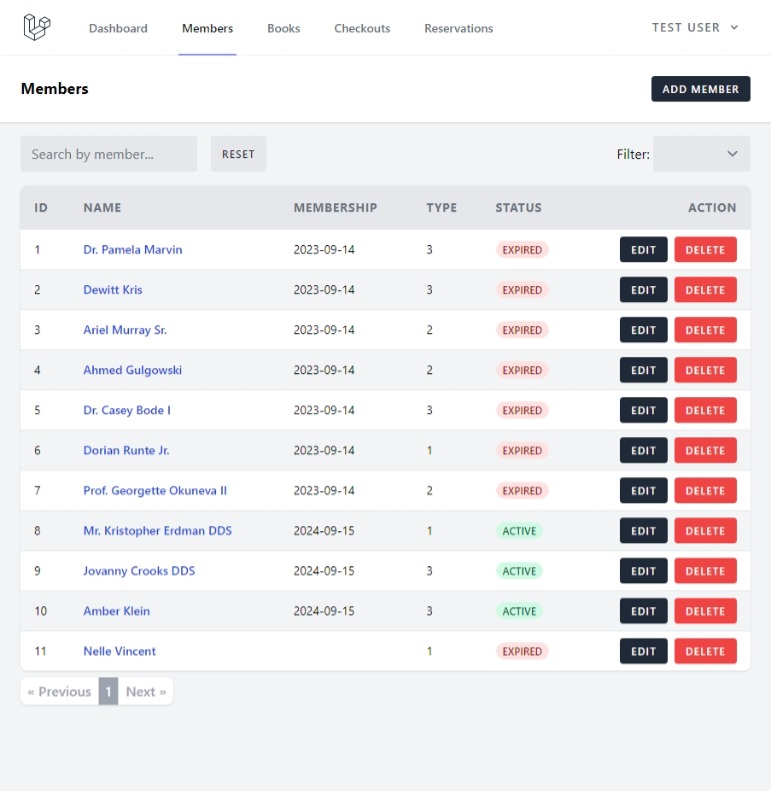 Dashboard Members Books Checkouts Reservations TEST USER
Members ADD MEMBER
Search by member... RESET Filter:
ID NAME MEMBERSHIP TYPE STATUS ACTION
1 Dr. Pamela Marvin 2023-09-14 3 EXPIRED EDIT DELETE
2 Dewitt Kris 2023-09-14 3 EXPIRED EDIT DELETE
3 Ariel Murray Sr. 2023-09-14 2 EXPIRED EDIT DELETE
4 Ahmed Gulgowski 2023-09-14 2 EXPIRED EDIT DELETE
5 Dr. Casey Bode I 2023-09-14 3 EXPIRED EDIT DELETE
6 Dorian Runte Jr. 2023-09-14 1 EXPIRED EDIT DELETE
7 Prof. Georgette Okuneva II 2023-09-14 2 EXPIRED EDIT DELETE
8 Mr. Kristopher Erdman DDS 2024-09-15 1 ACTIVE EDIT DELETE
9 Jovanny Crooks DDS 2024-09-15 3 ACTIVE EDIT DELETE
10 Amber Klein 2024-09-15 3 ACTIVE EDIT DELETE
11 Nelle Vincent 1 EXPIRED EDIT DELETE
« Previous 1 Next »